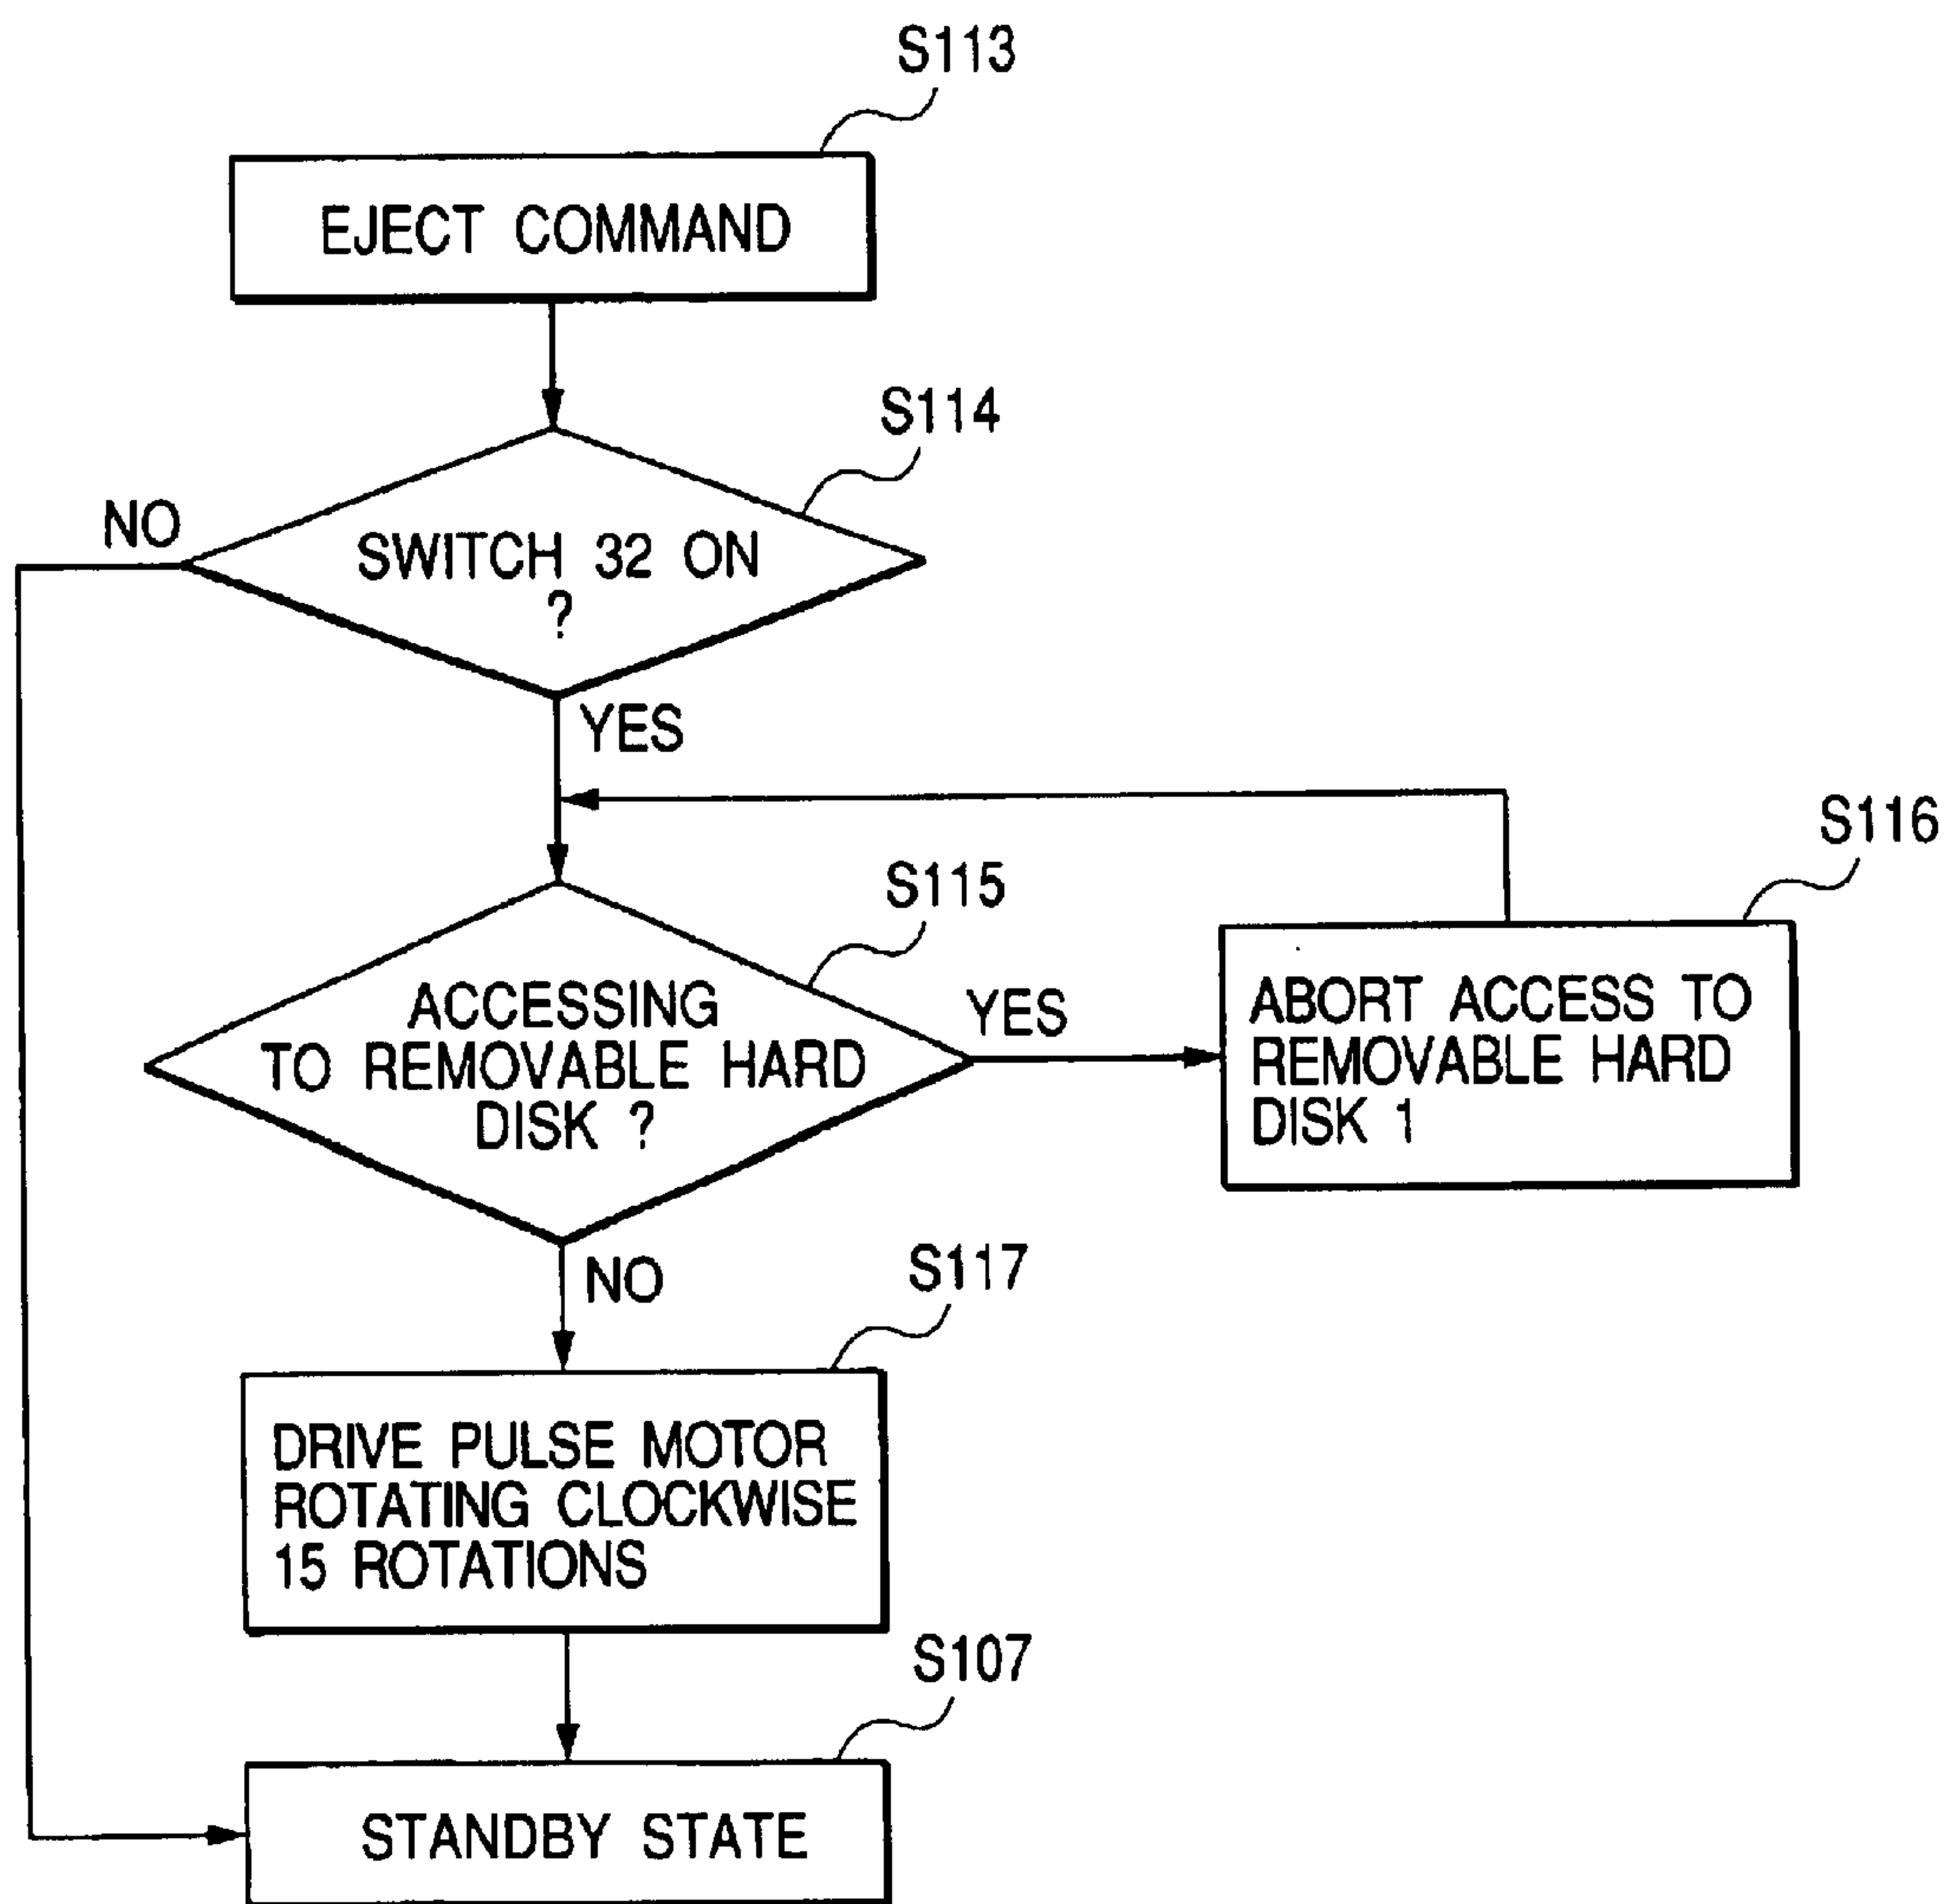 S113
EJECT COMMAND
S114
NO
SWITCH 32 ON
?
YES
S116
S115
ACCESSING
TO REMOVABLE HARD
DISK ?
YES
ABORT ACCESS TO
REMOVABLE HARD
DISK 1
NO
S117
DRIVE PULSE MOTOR
ROTATING CLOCKWISE
15 ROTATIONS
S107
STANDBY STATE